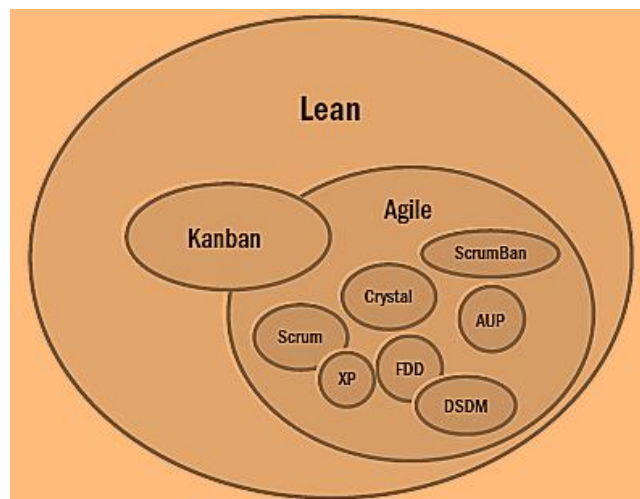 Lean
Kanban
Agile
ScrumBan
Crystal
AUP
Scrum
XP
FDD
DSDM